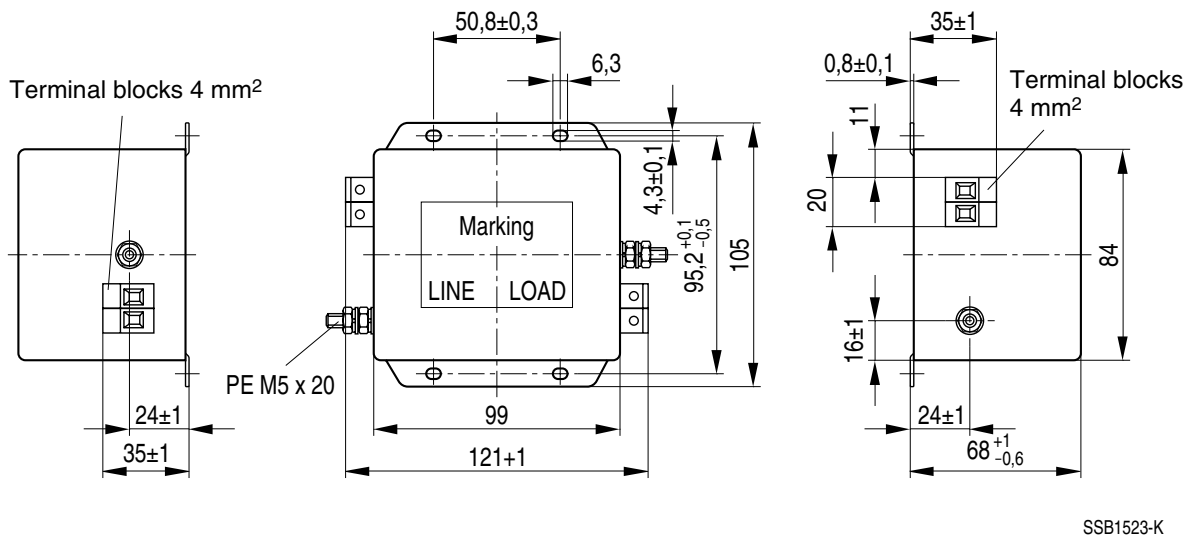 50,8±0,3
6,3
35±1
0,8±0,1
Terminal blocks 4 mm²
Terminal blocks
4 mm²
11
20
4,3±0,1
95,2 +0,1 -0,5
105
Marking
LINE LOAD
84
16±1
PE M5 x 20
24±1
35±1
99
121+1
24±1
68 +1 -0,6
SSB1523-K